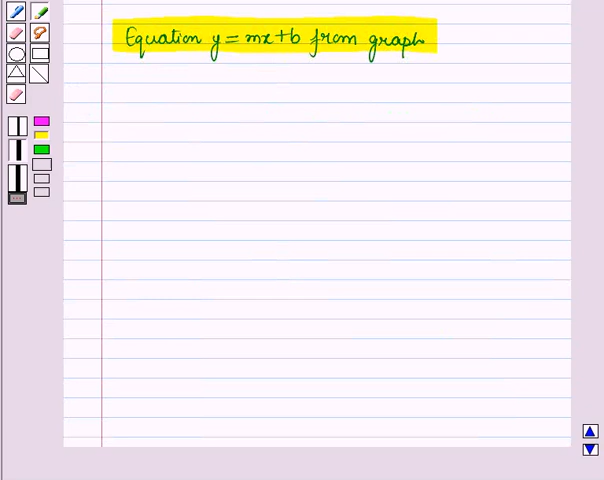 Equation y = mx+b from graph